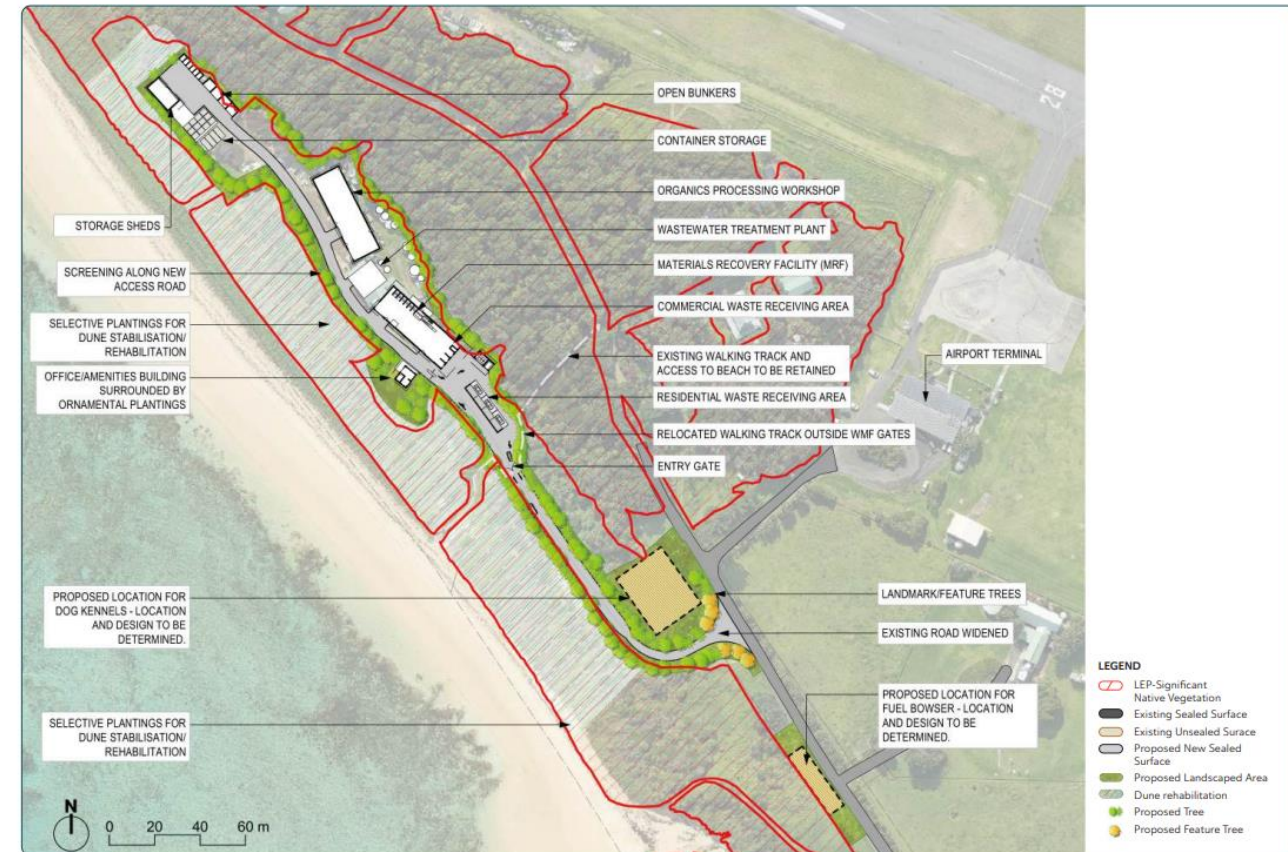 OPEN BUNKERS
CONTAINER STORAGE
ORGANICS PROCESSING WORKSHOP
WASTEWATER TREATMENT PLANT
MATERIALS RECOVERY FACILITY (MRF)
COMMERCIAL WASTE RECEIVING AREA
EXISTING WALKING TRACK AND
ACCESS TO BEACH TO BE RETAINED
RESIDENTIAL WASTE RECEIVING AREA
RELOCATED WALKING TRACK OUTSIDE WMF GATES
ENTRY GATE
STORAGE SHEDS
SCREENING ALONG NEW
ACCESS ROAD
SELECTIVE PLANTINGS FOR
DUNE STABILISATION/
REHABILITATION
OFFICE/AMENITIES BUILDING
SURROUNDED BY
ORNAMENTAL PLANTINGS
28
AIRPORT TERMINAL
PROPOSED LOCATION FOR
DOG KENNELS - LOCATION
AND DESIGN TO BE
DETERMINED.
SELECTIVE PLANTINGS FOR
DUNE STABILISATION/
REHABILITATION
LANDMARK/FEATURE TREES
EXISTING ROAD WIDENED
PROPOSED LOCATION FOR
FUEL BOWSER - LOCATION
AND DESIGN TO BE
DETERMINED.
N
0 20 40 60 m
LEGEND
LEP-Significant
Native Vegetation
Existing Sealed Surface
Existing Unsealed Surace
Proposed New Sealed
Surface
Proposed Landscaped Area
Dune rehabilitation
Proposed Tree
Proposed Feature Tree